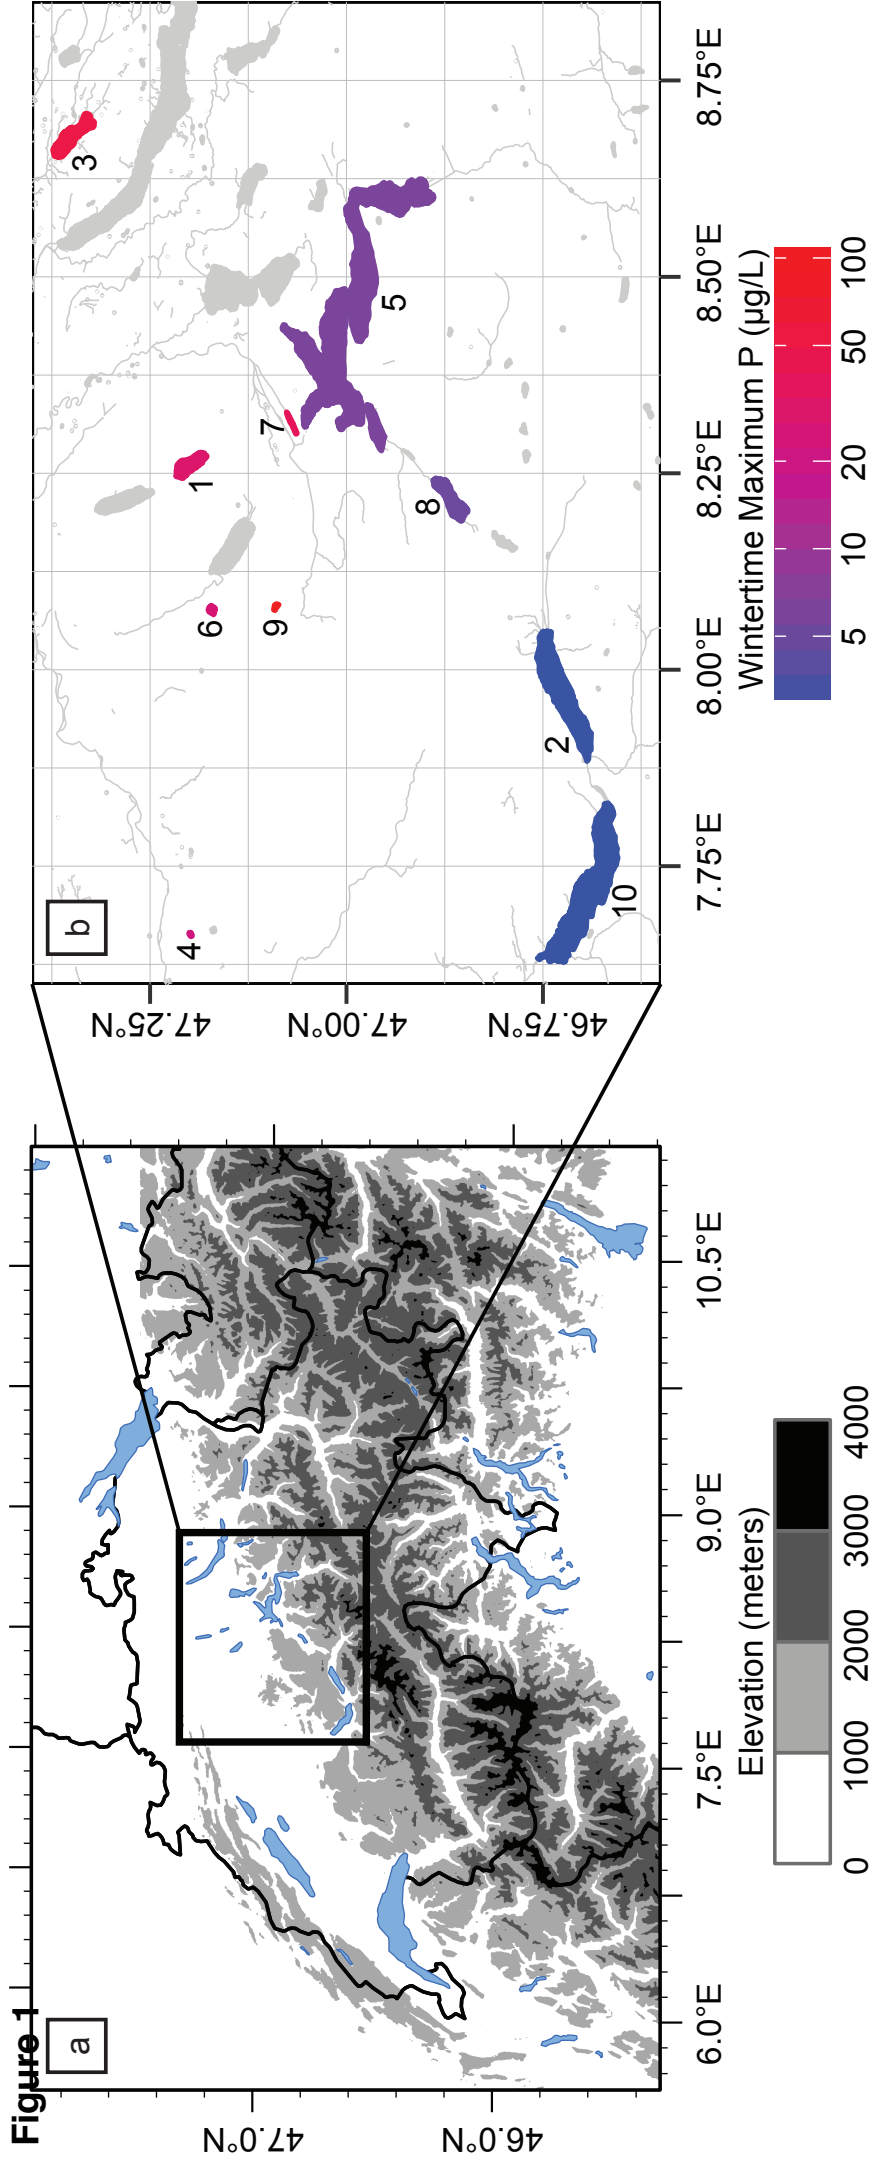 Figure 1
a
47.0°N
46.0°N
6.0°E
7.5°E
9.0°E
10.5°E
Elevation (meters)
0
1000
2000
3000
4000
b
47.25°N
47.00°N
46.75°N
4
6
9
1
7
3
5
8
2
10
7.75°E
8.00°E
8.25°E
8.50°E
8.75°E
Wintertime Maximum P (µg/L)
5
10
20
50
100